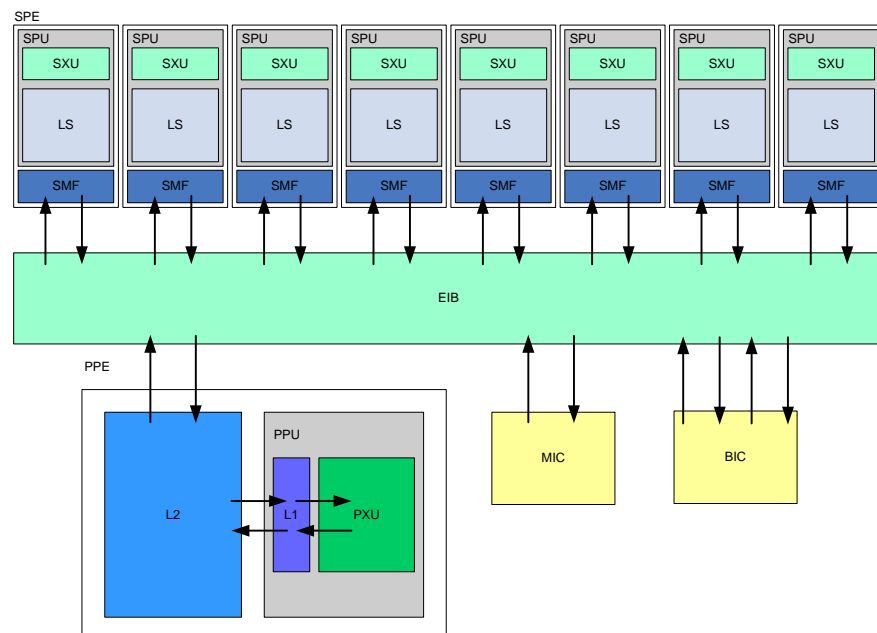 SPE
SPU SPU SPU SPU SPU SPU SPU SPU
SXU SXU SXU SXU SXU SXU SXU SXU
LS LS LS LS LS LS LS LS
SMF SMF SMF SMF SMF SMF SMF SMF
EIB
PPE
PPU
L2
L1
PXU
MIC
BIC